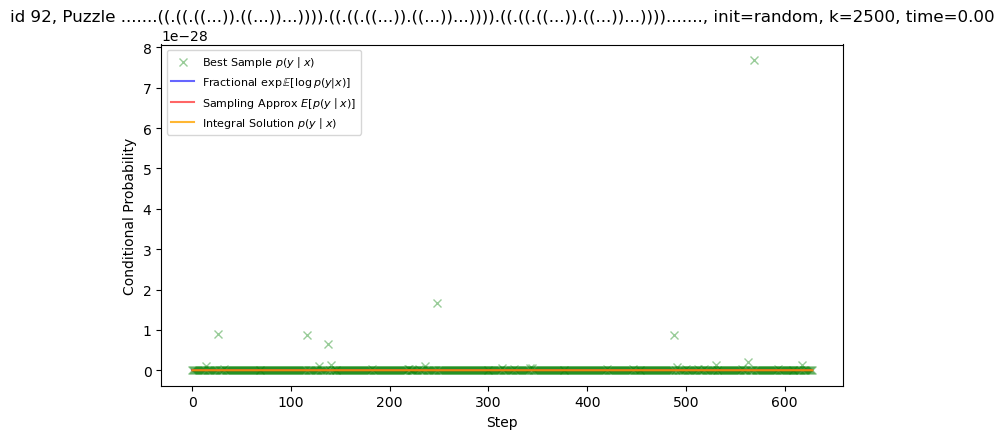 id 92, Puzzle .......((.((.((...)).((...))...)))).((.((.((...)).((...))...)))).((.((.((...)).((...))...))))......., init=random, k=2500, time=0.00
1e−28
8
7
6
5
4
3
2
1
0
Conditional Probability
Best Sample p(y | x)
Fractional exp𝔼[log p(y|x)]
Sampling Approx E[p(y | x)]
Integral Solution p(y | x)
0 100 200 300 400 500 600
Step